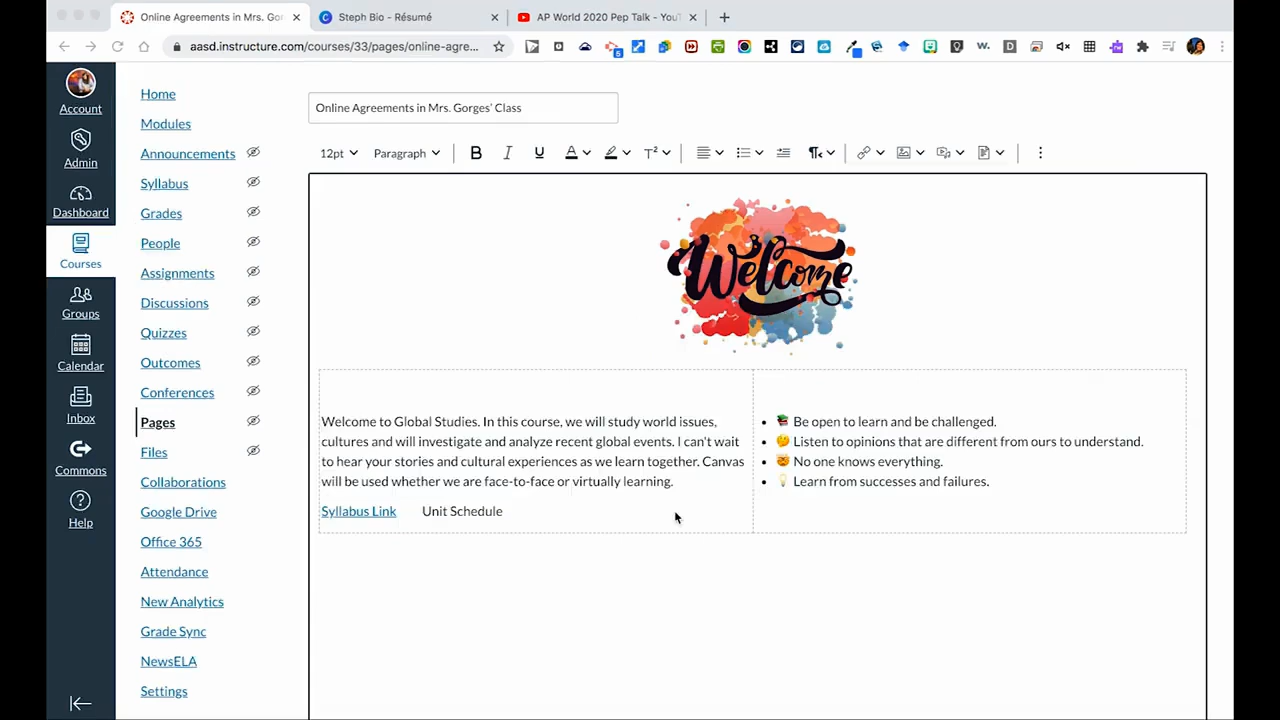 Online Agreements in Mrs. Gor
Steph Bio - Résumé
AP World 2020 Pep Talk - You
aasd.instructure.com/courses/33/pages/online-agre...
5
W.
D
Account
Admin
Dashboard
Courses
Groups
Calendar
Inbox
Commons
Help
Home
Modules
Announcements
Syllabus
Grades
People
Assignments
Discussions
Quizzes
Outcomes
Conferences
Pages
Files
Collaborations
Google Drive
Office 365
Attendance
New Analytics
Grade Sync
NewsELA
Settings
Online Agreements in Mrs. Gorges' Class
12pt Paragraph B I U A T²
Welcome
Welcome to Global Studies. In this course, we will study world issues,
cultures and will investigate and analyze recent global events. I can't wait
to hear your stories and cultural experiences as we learn together. Canvas
will be used whether we are face-to-face or virtually learning.
Syllabus Link Unit Schedule
Be open to learn and be challenged.
Listen to opinions that are different from ours to understand.
No one knows everything.
Learn from successes and failures.